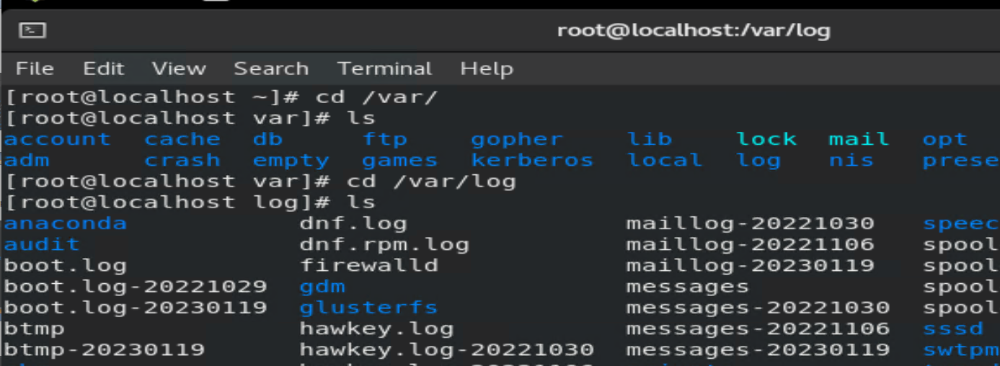 root@localhost:/var/log
File Edit View Search Terminal Help
[root@localhost ~]# cd /var/
[root@localhost var]# ls
account cache db ftp gopher lib lock mail opt
adm crash empty games kerberos local log nis prese
[root@localhost var]# cd /var/log
[root@localhost log]# ls
anaconda dnf.log maillog-20221030 speec
audit dnf.rpm.log maillog-20221106 spool
boot.log firewalld maillog-20230119 spool
boot.log-20221029 gdm messages spool
boot.log-20230119 glusterfs messages-20221030 spool
btmp hawkey.log messages-20221106 sssd
btmp-20230119 hawkey.log-20221030 messages-20230119 swtpm